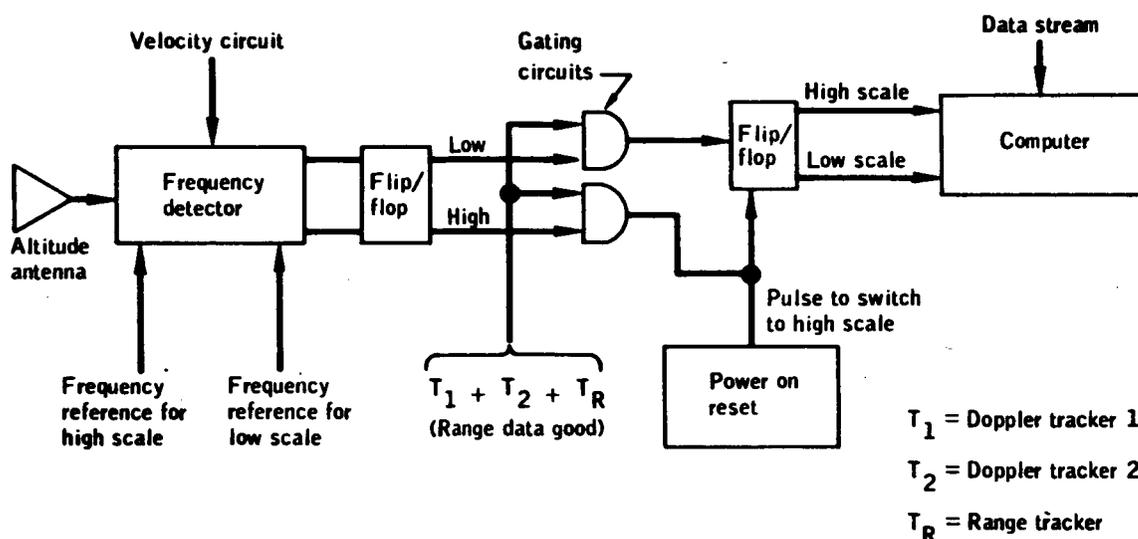 Velocity circuit
Gating
circuits
Data stream
High scale
Low scale
Flip/
flop
Computer
Low
High
Flip/
flop
Frequency
detector
Altitude
antenna
Pulse to switch
to high scale
Frequency
reference for
high scale
Frequency
reference for
low scale
T1 + T2 + TR
(Range data good)
Power on
reset
T1 = Doppler tracker 1
T2 = Doppler tracker 2
TR = Range tracker